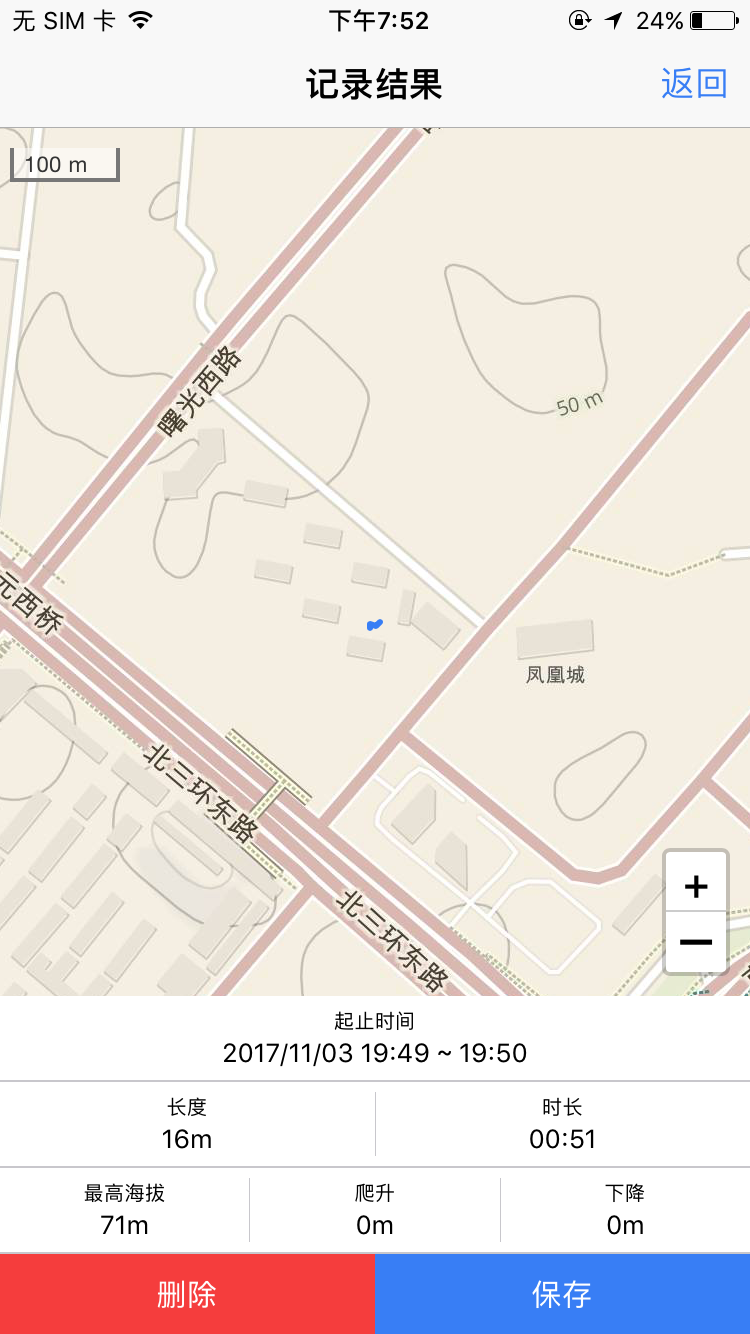 无 SIM 卡
下午7:52
24%
记录结果
返回
100 m
曙光西路
50 m
元西桥
凤凰城
北三环东路
北三环东路
+
−
起止时间
2017/11/03 19:49 ~ 19:50
长度
16m
时长
00:51
最高海拔
71m
爬升
0m
下降
0m
删除
保存